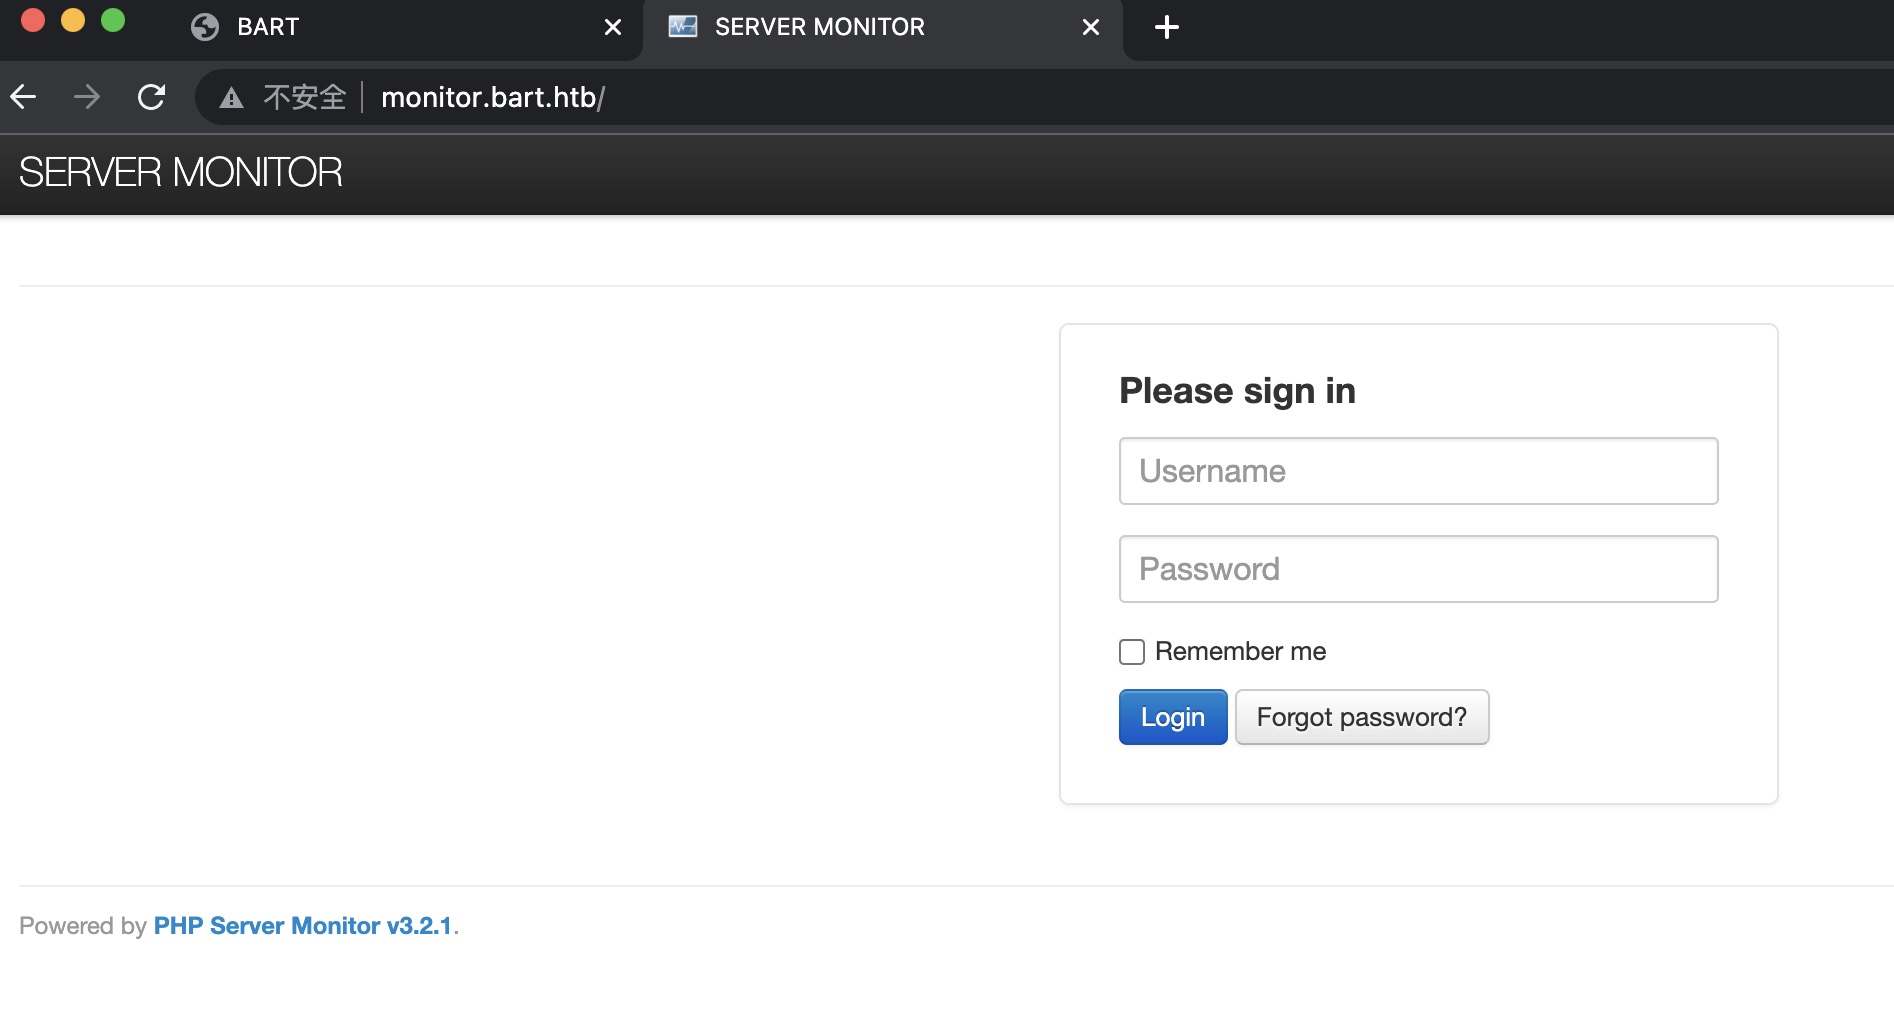 BART
SERVER MONITOR
不安全 monitor.bart.htb/
SERVER MONITOR
Please sign in
Username
Password
Remember me
Login Forgot password?
Powered by PHP Server Monitor v3.2.1.